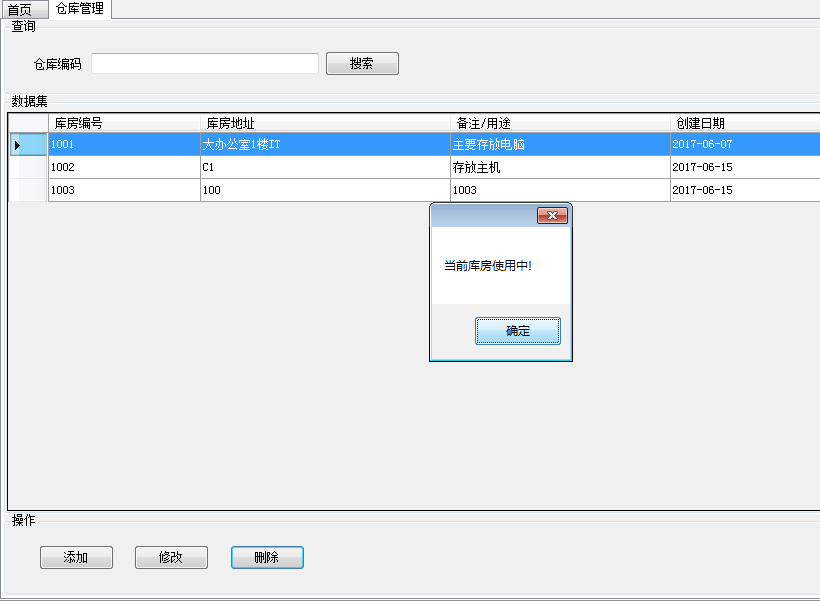 首页 仓库管理
查询
仓库编码 搜索
数据集
库房编号 库房地址 备注/用途 创建日期
1001 大办公室1楼IT 主要存放电脑 2017-06-07
1002 C1 存放主机 2017-06-15
1003 100 1003 2017-06-15
当前库房使用中!
确定
操作
添加 修改 删除